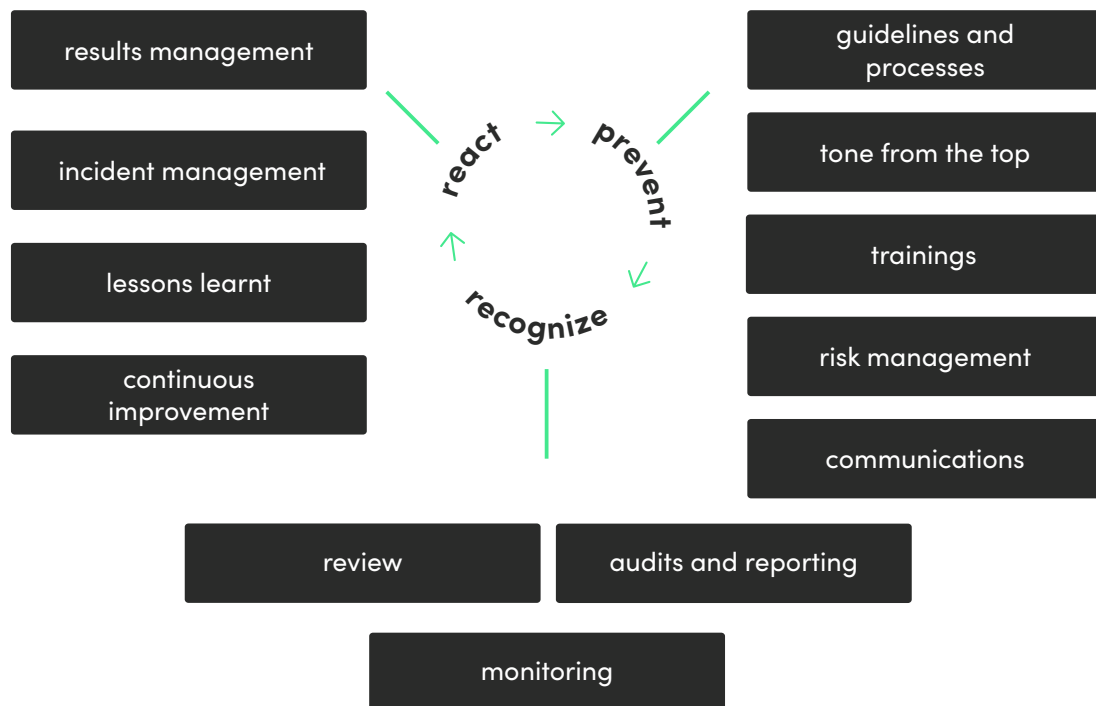 results management
incident management
lessons learnt
continuous
improvement
react
prevent
recognize
guidelines and
processes
tone from the top
trainings
risk management
communications
review
audits and reporting
monitoring